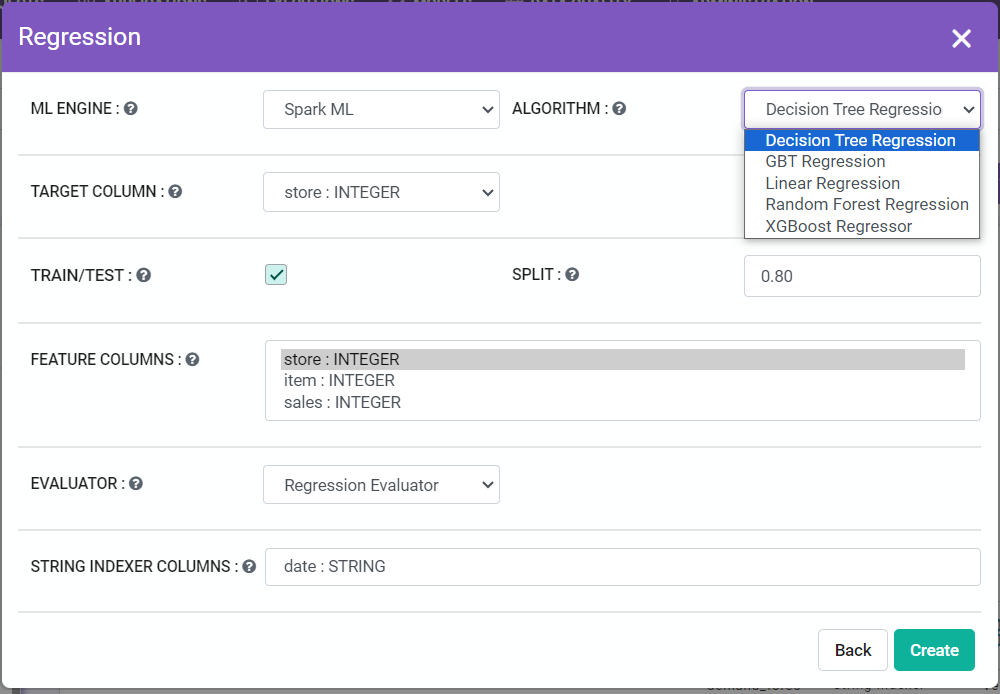 Regression
ML ENGINE :
Spark ML
ALGORITHM :
Decision Tree Regressio
Decision Tree Regression
GBT Regression
Linear Regression
Random Forest Regression
XGBoost Regressor
TARGET COLUMN :
store : INTEGER
TRAIN/TEST :
SPLIT :
0.80
FEATURE COLUMNS :
store : INTEGER
item : INTEGER
sales : INTEGER
EVALUATOR :
Regression Evaluator
STRING INDEXER COLUMNS :
date : STRING
Back
Create